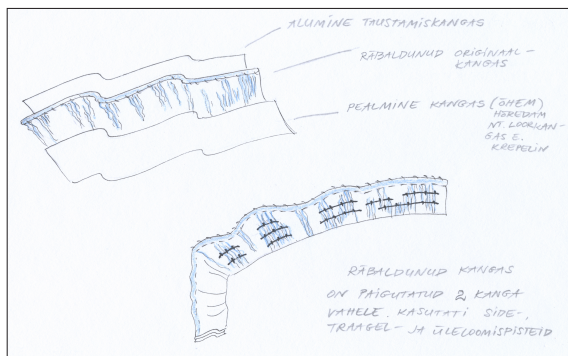 ALUMINE TAUSTAMISKANGAS
RÄBALDUNUD ORIGINAAL-
KANGAS
PEALMINE KANGAS (ÕHEM)
HÕREDAM
NT. LOORKAN-
GAS E.
KREPELIN
RÄBALDUNUD KANGAS
ON PAIGUTATUD 2 KANGA
VAHELE. KASUTATI SIDE-,
TRAAGEL- JA ÜLELOOMISPISTEID